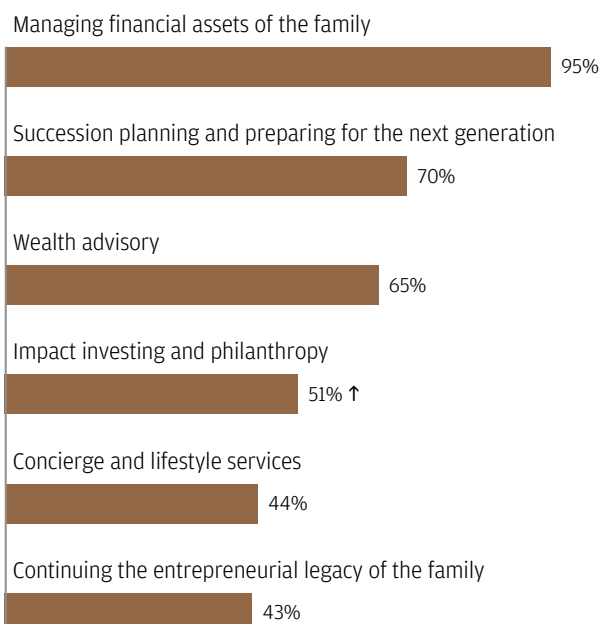 Managing financial assets of the family
95%
Succession planning and preparing for the next generation
70%
Wealth advisory
65%
Impact investing and philanthropy
51% ↑
Concierge and lifestyle services
44%
Continuing the entrepreneurial legacy of the family
43%